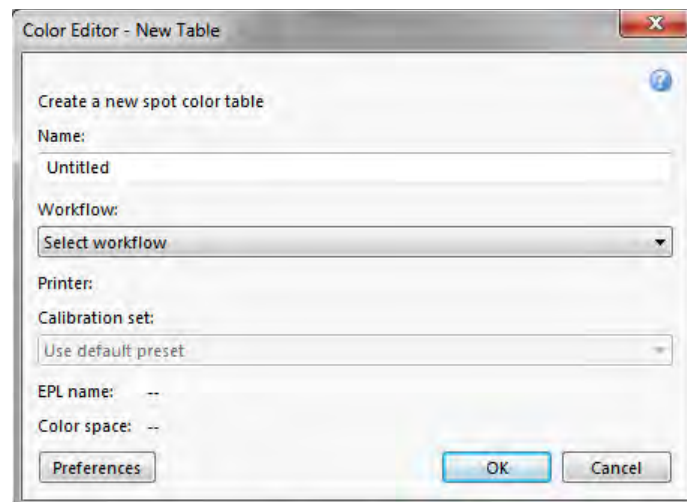 Color Editor - New Table
Create a new spot color table
Name:
Untitled
Workflow:
Select workflow
Printer:
Calibration set:
Use default preset
EPL name: --
Color space: --
Preferences OK Cancel